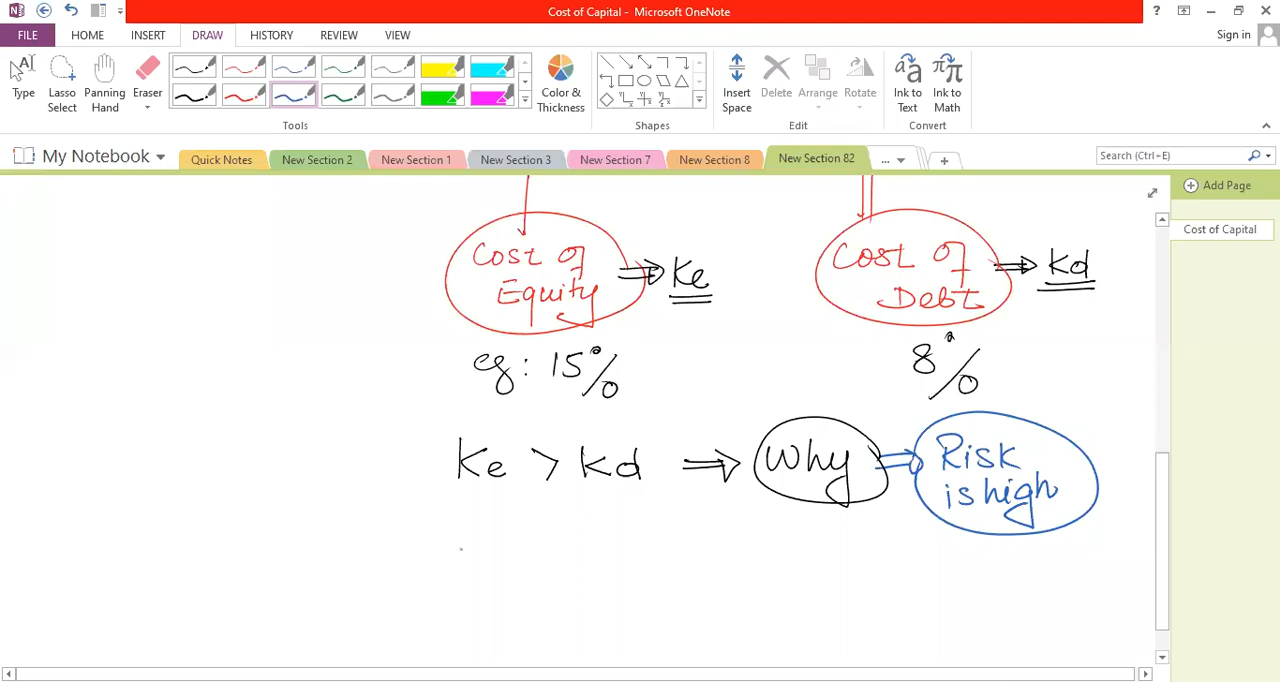 Cost of Capital - Microsoft OneNote
?
FILE HOME INSERT DRAW HISTORY REVIEW VIEW
Sign in
Type
Lasso Select
Panning Hand
Eraser
Color & Thickness
Insert Space
Delete
Arrange
Rotate
Ink to Text
Ink to Math
Tools
Shapes
Edit
Convert
My Notebook
Quick Notes New Section 2 New Section 1 New Section 3 New Section 7 New Section 8 New Section 82 ...
Search (Ctrl+E)
Add Page
Cost of Capital
Cost of
Equity
⇒ Ke
Cost of
Debt
⇒ Kd
eg: 15%
8%
Ke > Kd ⇒ Why ⇒ Risk
is high